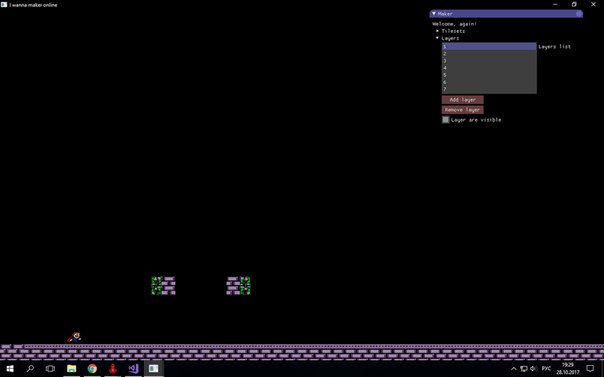 I wanna maker online
Maker
Welcome, again!
Tilesets
Layers
1
2
3
4
5
6
7
Layers list
Add layer
Remove layer
Layer are visible
РУС
19:29
28.10.2017